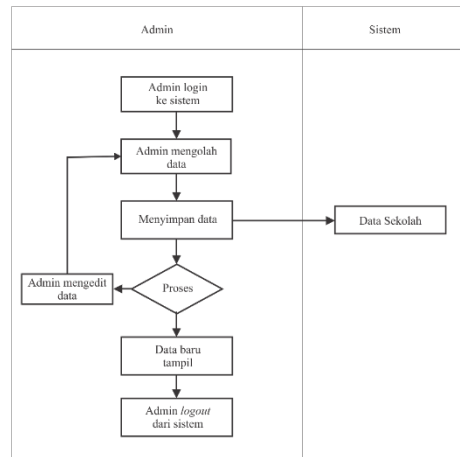 Admin
Sistem
Admin login
ke sistem
Admin mengolah
data
Menyimpan data
Data Sekolah
Proses
Admin mengedit
data
Data baru
tampil
Admin logout
dari sistem